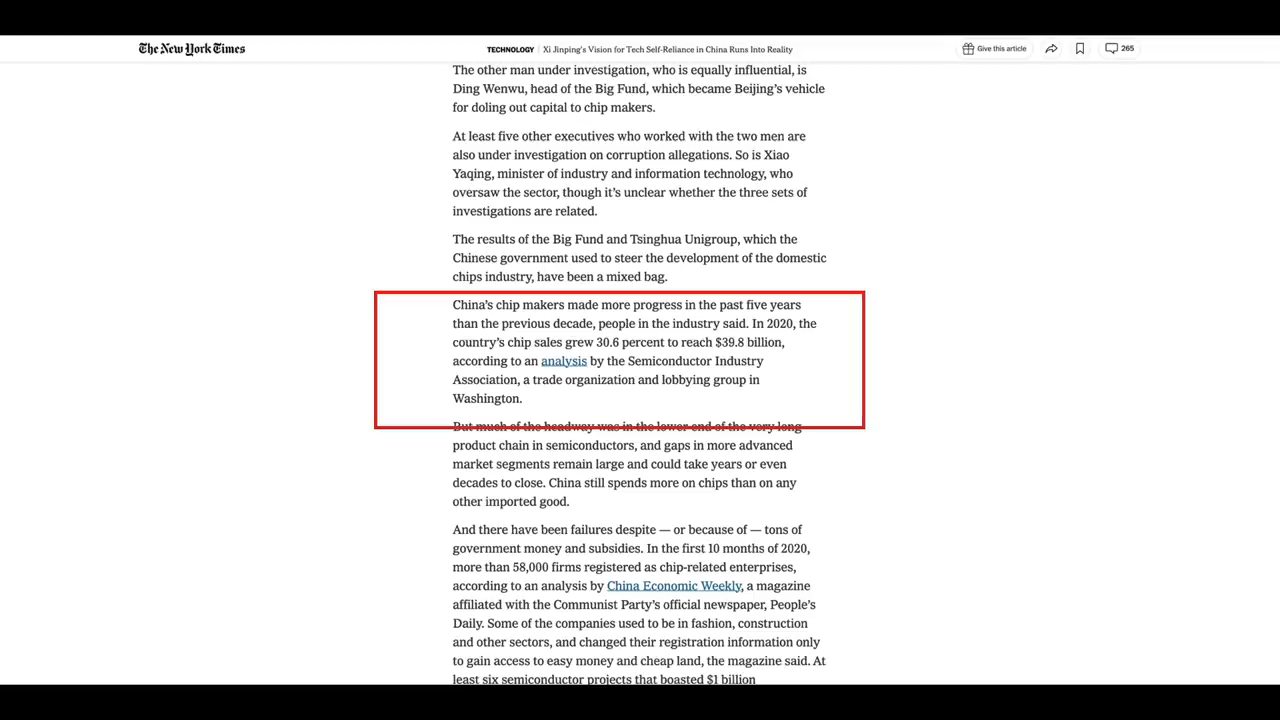 The New York Times
TECHNOLOGY | Xi Jinping's Vision for Tech Self-Reliance in China Runs Into Reality
Give this article
265
The other man under investigation, who is equally influential, is
Ding Wenwu, head of the Big Fund, which became Beijing's vehicle
for doling out capital to chip makers.
At least five other executives who worked with the two men are
also under investigation on corruption allegations. So is Xiao
Yaqing, minister of industry and information technology, who
oversaw the sector, though it's unclear whether the three sets of
investigations are related.
The results of the Big Fund and Tsinghua Unigroup, which the
Chinese government used to steer the development of the domestic
chips industry, have been a mixed bag.
China's chip makers made more progress in the past five years
than the previous decade, people in the industry said. In 2020, the
country's chip sales grew 30.6 percent to reach $39.8 billion,
according to an analysis by the Semiconductor Industry
Association, a trade organization and lobbying group in
Washington.
But much of the headway was in the lower end of the very long
product chain in semiconductors, and gaps in more advanced
market segments remain large and could take years or even
decades to close. China still spends more on chips than on any
other imported good.
And there have been failures despite — or because of — tons of
government money and subsidies. In the first 10 months of 2020,
more than 58,000 firms registered as chip-related enterprises,
according to an analysis by China Economic Weekly, a magazine
affiliated with the Communist Party's official newspaper, People's
Daily. Some of the companies used to be in fashion, construction
and other sectors, and changed their registration information only
to gain access to easy money and cheap land, the magazine said. At
least six semiconductor projects that boasted $1 billion